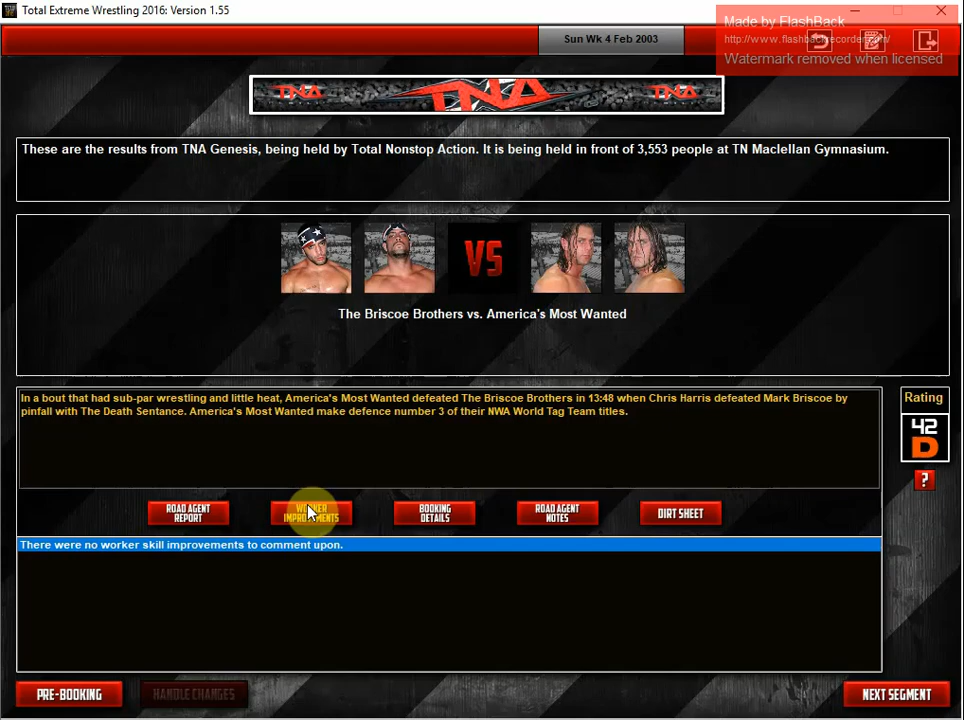 Total Extreme Wrestling 2016: Version 1.55
Made by FlashBack
http://www.flashbackrecorder.com/
Watermark removed when licensed
Sun Wk 4 Feb 2003
TNA TNA TNA
These are the results from TNA Genesis, being held by Total Nonstop Action. It is being held in front of 3,553 people at TN Maclellan Gymnasium.
VS
The Briscoe Brothers vs. America's Most Wanted
In a bout that had sub-par wrestling and little heat, America's Most Wanted defeated The Briscoe Brothers in 13:48 when Chris Harris defeated Mark Briscoe by
pinfall with The Death Sentance. America's Most Wanted make defence number 3 of their NWA World Tag Team titles.
Rating
42
D
?
ROAD AGENT
REPORT
WORKER
IMPROVEMENTS
BOOKING
DETAILS
ROAD AGENT
NOTES
DIRT SHEET
There were no worker skill improvements to comment upon.
PRE-BOOKING
HANDLE CHANGES
NEXT SEGMENT